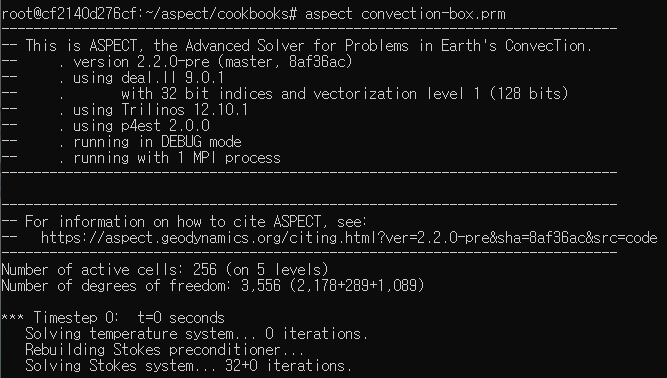 root@cf2140d276cf:~/aspect/cookbooks# aspect convection-box.prm
-----------------------------------------------------------------------------
-- This is ASPECT, the Advanced Solver for Problems in Earth's ConvecTion.
--     . version 2.2.0-pre (master, 8af36ac)
--     . using deal.II 9.0.1
--     .       with 32 bit indices and vectorization level 1 (128 bits)
--     . using Trilinos 12.10.1
--     . using p4est 2.0.0
--     . running in DEBUG mode
--     . running with 1 MPI process
-----------------------------------------------------------------------------

-----------------------------------------------------------------------------
-- For information on how to cite ASPECT, see:
--   https://aspect.geodynamics.org/citing.html?ver=2.2.0-pre&sha=8af36ac&src=code
-----------------------------------------------------------------------------
Number of active cells: 256 (on 5 levels)
Number of degrees of freedom: 3,556 (2,178+289+1,089)

*** Timestep 0:  t=0 seconds
   Solving temperature system... 0 iterations.
   Rebuilding Stokes preconditioner...
   Solving Stokes system... 32+0 iterations.